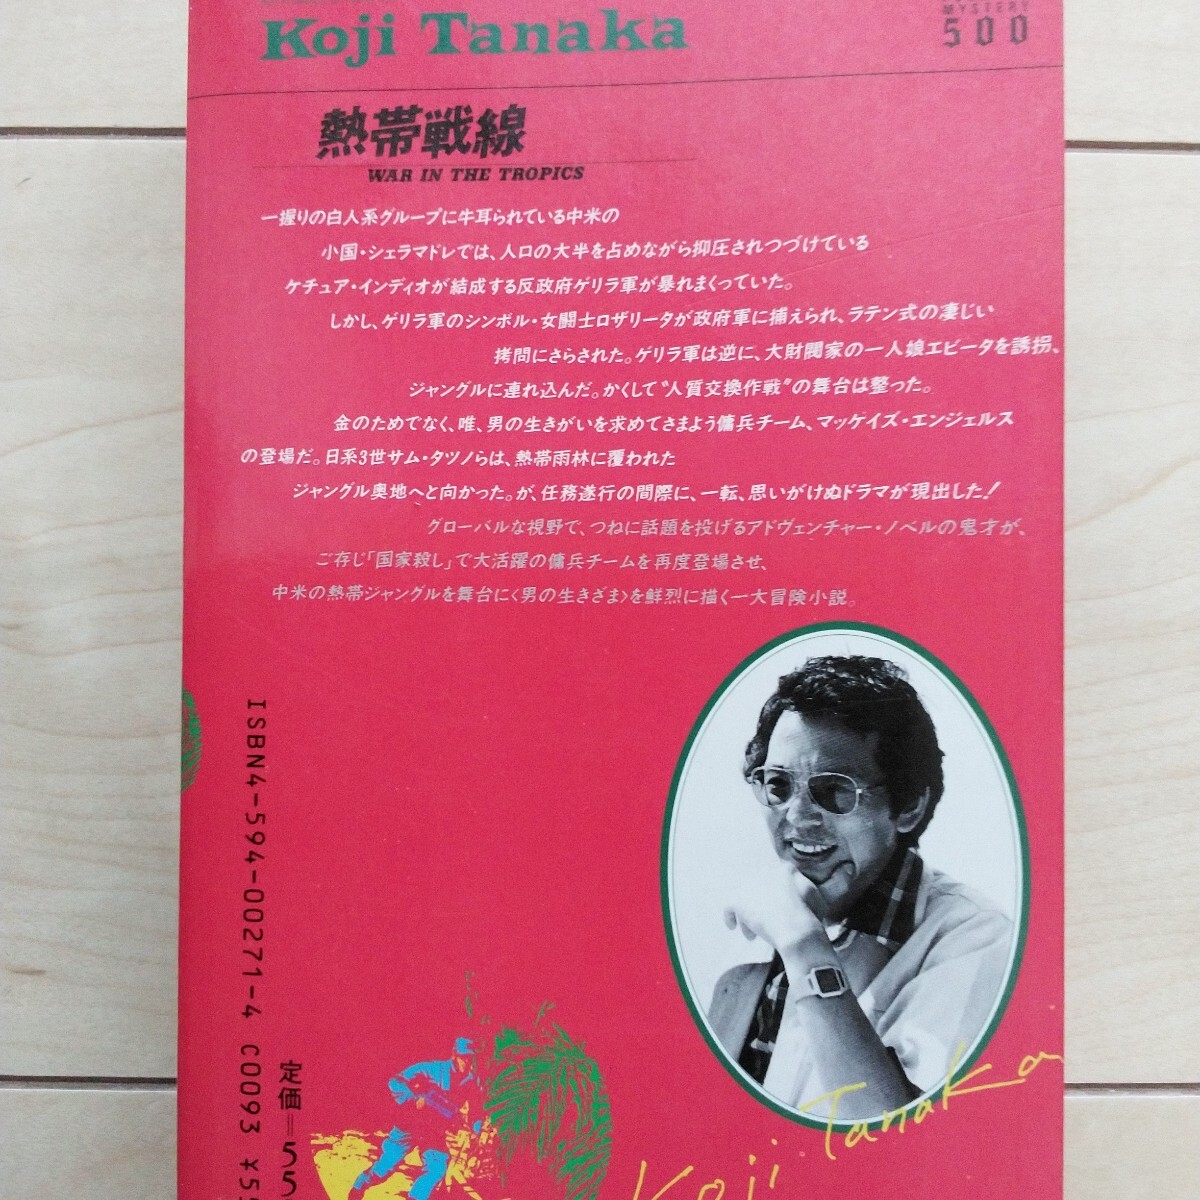 Koji Tanaka
MYSTERY
500
熱帯戦線
WAR IN THE TROPICS
一握りの白人系グループに牛耳られている中米の
小国・シェラマドレでは、人口の大半を占めながら抑圧されつづけている
ケチュア・インディオが結成する反政府ゲリラ軍が暴れまくっていた。
しかし、ゲリラ軍のシンボル・女闘士ロザリータが政府軍に捕えられ、ラテン式の凄じい
拷問にさらされた。ゲリラ軍は逆に、大財閥家の一人娘エビータを誘拐、
ジャングルに連れ込んだ。かくして“人質交換作戦”の舞台は整った。
金のためでなく、唯、男の生きがいを求めてさまよう傭兵チーム、マッケイズ・エンジェルス
の登場だ。日系3世サム・タツノらは、熱帯雨林に覆われた
ジャングル奥地へと向かった。が、任務遂行の間際に、一転、思いがけぬドラマが現出した!
グローバルな視野で、つねに話題を投げるアドヴェンチャー・ノベルの鬼才が、
ご存じ「国家殺し」で大活躍の傭兵チームを再度登場させ、
中米の熱帯ジャングルを舞台に〈男の生きざま〉を鮮烈に描く一大冒険小説。
ISBN4-594-00271-4 C0093 ¥55
定価=55
Koji Tanaka